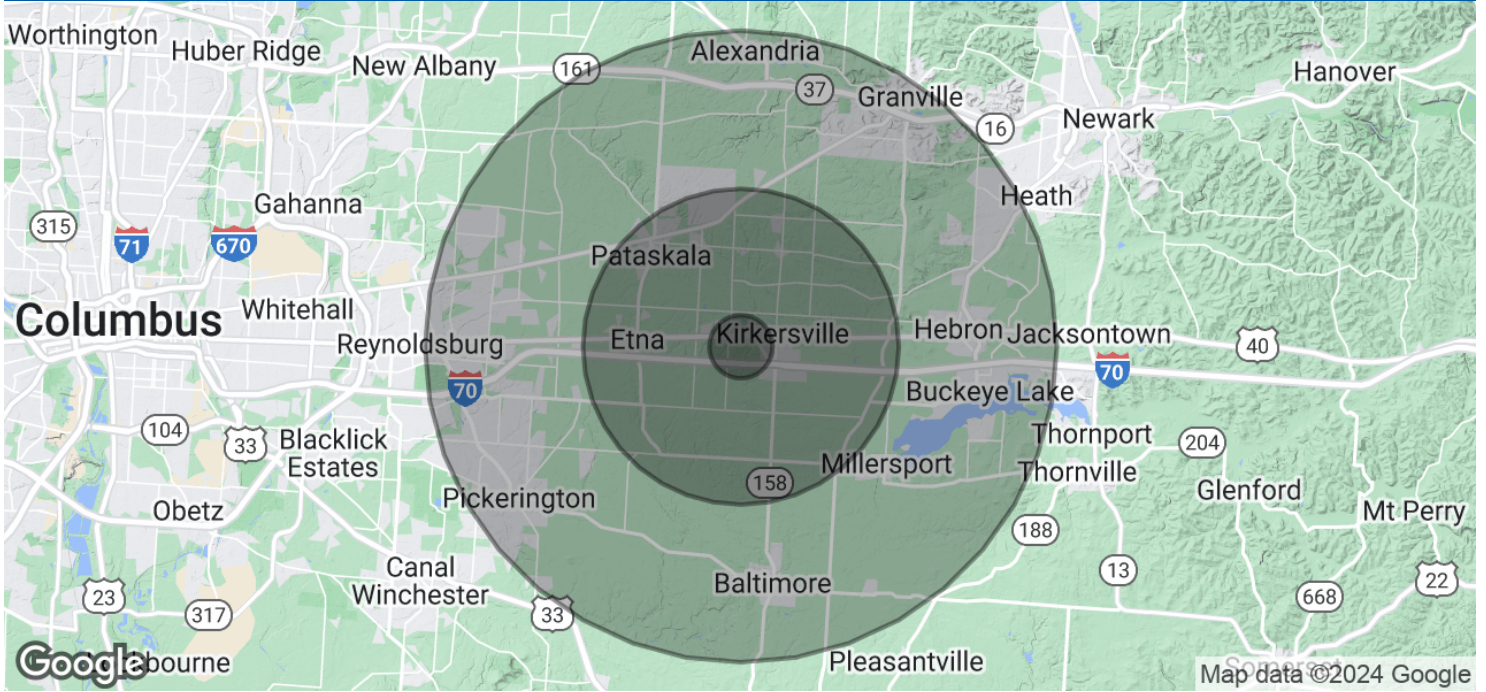 Worthington
Huber Ridge
Alexandria
New Albany
161
37
Hanover
Granville
16
Newark
Heath
Gahanna
315
71
670
Pataskala
Whitehall
Columbus
Reynoldsburg
Etna
Kirkersville
Hebron
Jacksontown
40
70
70
Buckeye Lake
104
33
Blacklick
Estates
Thornport
204
Millersport
Thornville
158
Glenford
Pickerington
Obetz
Mt Perry
188
Canal
Winchester
13
Baltimore
22
23
317
33
668
Google
kbourne
Pleasantville
Somerset
Map data ©2024 Google